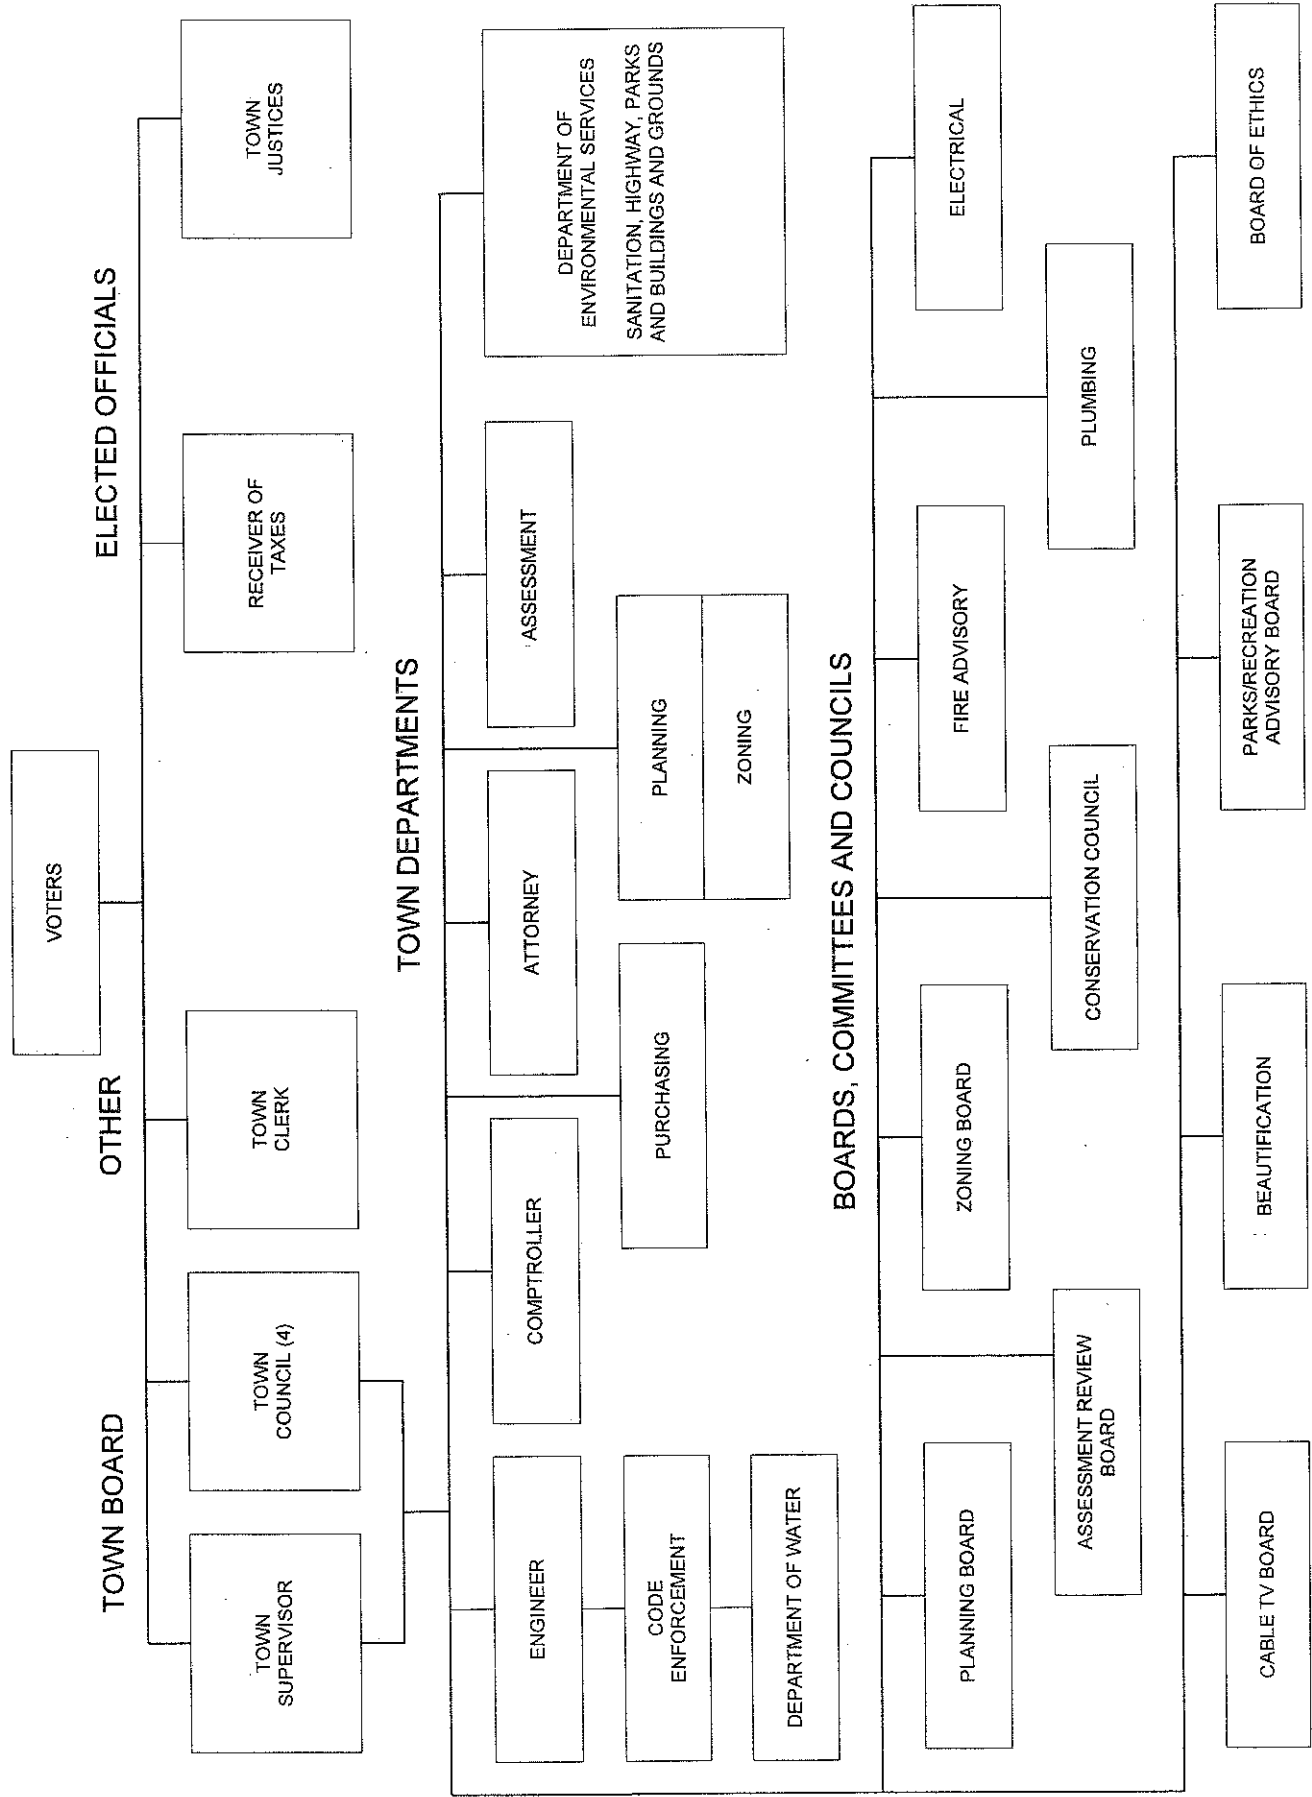 VOTERS
TOWN BOARD
OTHER
ELECTED OFFICIALS
TOWN
SUPERVISOR
TOWN
COUNCIL (4)
TOWN
CLERK
RECEIVER OF
TAXES
TOWN
JUSTICES
TOWN DEPARTMENTS
ENGINEER
COMPTROLLER
ATTORNEY
ASSESSMENT
DEPARTMENT OF
ENVIRONMENTAL SERVICES
SANITATION, HIGHWAY, PARKS
AND BUILDINGS AND GROUNDS
CODE
ENFORCEMENT
PURCHASING
PLANNING
ZONING
DEPARTMENT OF WATER
BOARDS, COMMITTEES AND COUNCILS
PLANNING BOARD
ZONING BOARD
FIRE ADVISORY
ELECTRICAL
ASSESSMENT REVIEW
BOARD
CONSERVATION COUNCIL
PLUMBING
CABLE TV BOARD
BEAUTIFICATION
PARKS/RECREATION
ADVISORY BOARD
BOARD OF ETHICS